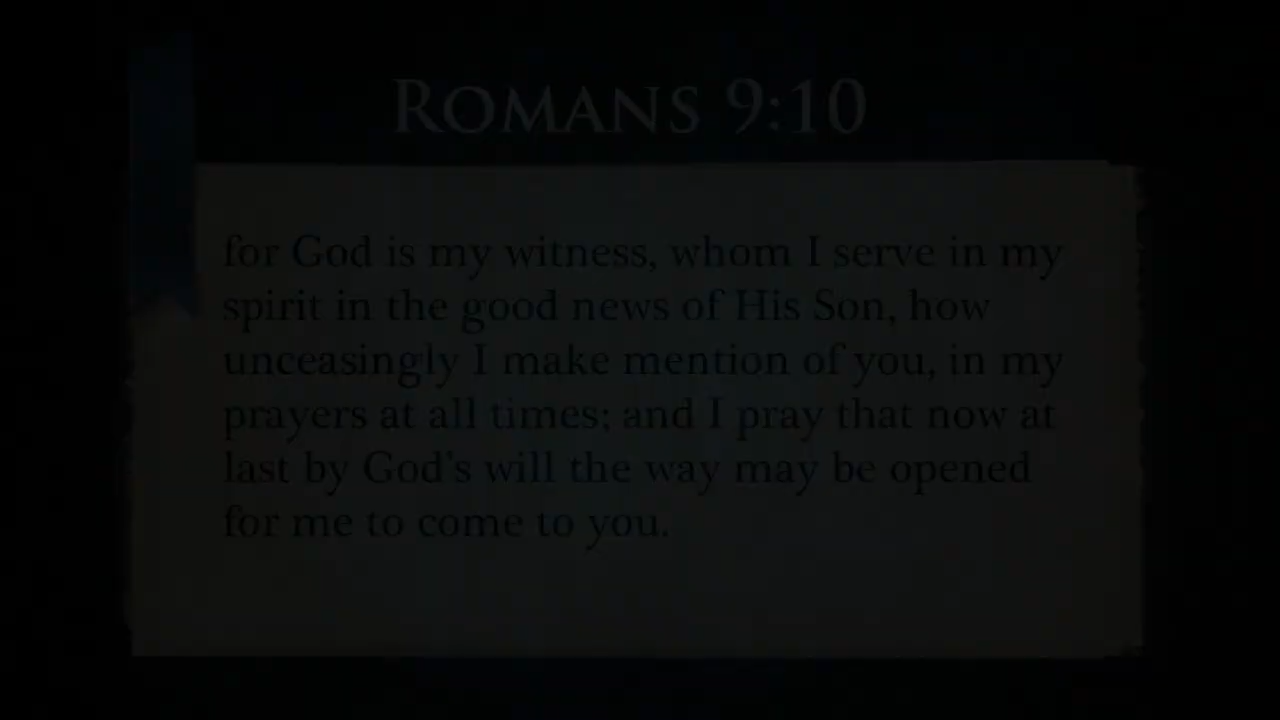 ROMANS 9:10
for God is my witness, whom I serve in my
spirit in the good news of His Son, how
unceasingly I make mention of you, in my
prayers at all times; and I pray that now at
last by God's will the way may be opened
for me to come to you.